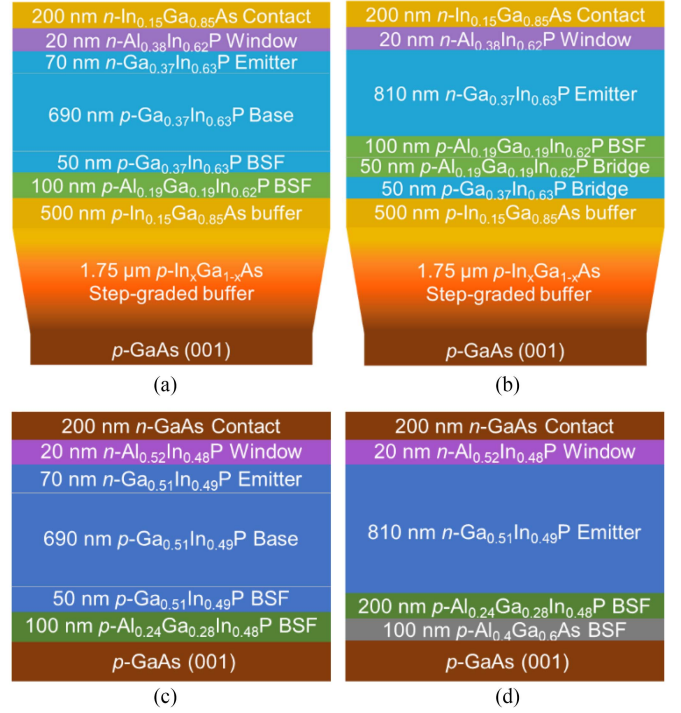 200 nm n-In₀.₁₅Ga₀.₈₅As Contact
20 nm n-Al₀.₃₈In₀.₆₂P Window
70 nm n-Ga₀.₃₇In₀.₆₃P Emitter
690 nm p-Ga₀.₃₇In₀.₆₃P Base
50 nm p-Ga₀.₃₇In₀.₆₃P BSF
100 nm p-Al₀.₁₉Ga₀.₁₉In₀.₆₂P BSF
500 nm p-In₀.₁₅Ga₀.₈₅As buffer
1.75 µm p-InₓGa₁₋ₓAs
Step-graded buffer
p-GaAs (001)
(a)
200 nm n-In₀.₁₅Ga₀.₈₅As Contact
20 nm n-Al₀.₃₈In₀.₆₂P Window
810 nm n-Ga₀.₃₇In₀.₆₃P Emitter
100 nm p-Al₀.₁₉Ga₀.₁₉In₀.₆₂P BSF
50 nm p-Al₀.₁₉Ga₀.₁₉In₀.₆₂P Bridge
50 nm p-Ga₀.₃₇In₀.₆₃P Bridge
500 nm p-In₀.₁₅Ga₀.₈₅As buffer
1.75 µm p-InₓGa₁₋ₓAs
Step-graded buffer
p-GaAs (001)
(b)
200 nm n-GaAs Contact
20 nm n-Al₀.₅₂In₀.₄₈P Window
70 nm n-Ga₀.₅₁In₀.₄₉P Emitter
690 nm p-Ga₀.₅₁In₀.₄₉P Base
50 nm p-Ga₀.₅₁In₀.₄₉P BSF
100 nm p-Al₀.₂₄Ga₀.₂₈In₀.₄₈P BSF
p-GaAs (001)
(c)
200 nm n-GaAs Contact
20 nm n-Al₀.₅₂In₀.₄₈P Window
810 nm n-Ga₀.₅₁In₀.₄₉P Emitter
200 nm p-Al₀.₂₄Ga₀.₂₈In₀.₄₈P BSF
100 nm p-Al₀.₄Ga₀.₆As BSF
p-GaAs (001)
(d)